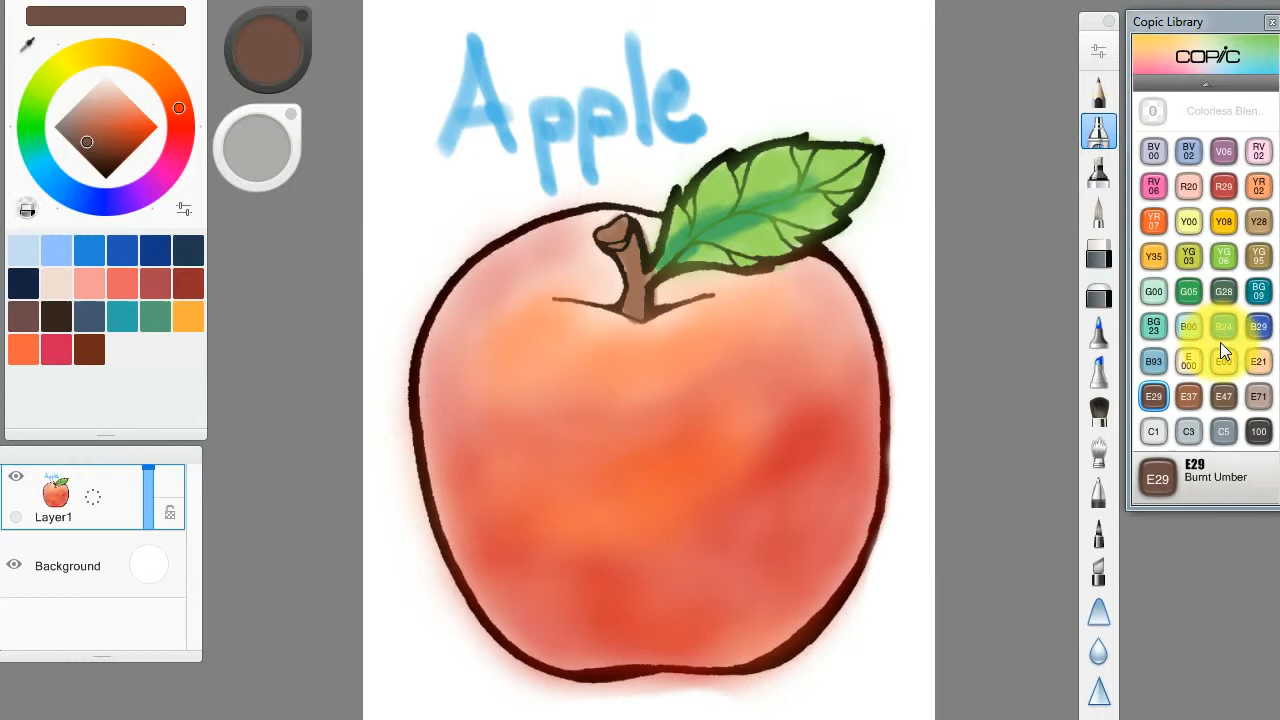 Apple
Layer1
Background
Copic Library
COPIC
0 Colorless Blen..
BV 00 BV 02 V06 RV 02
RV 06 R20 R29 YR 02
YR 07 Y00 Y08 Y28
Y35 YG 03 YG 06 YG 95
G00 G05 G28 BG 09
BG 23 B00 B24 B29
B93 E 000 E21
E29 E37 E47 E71
C1 C3 C5 100
E29
E29
Burnt Umber